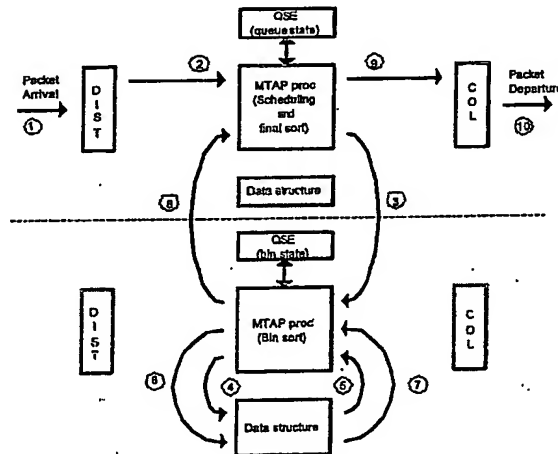 QSE
(queue state)
2
9
Packet
Arrival
1
D
I
S
T
MTAP proc
(Scheduling
and
final sort)
C
O
L
Packet
Departure
10
8
Data structure
3
QSE
(bin state)
D
I
S
T
MTAP proc
(Bin sort)
C
O
L
6
4
5
7
Data structure